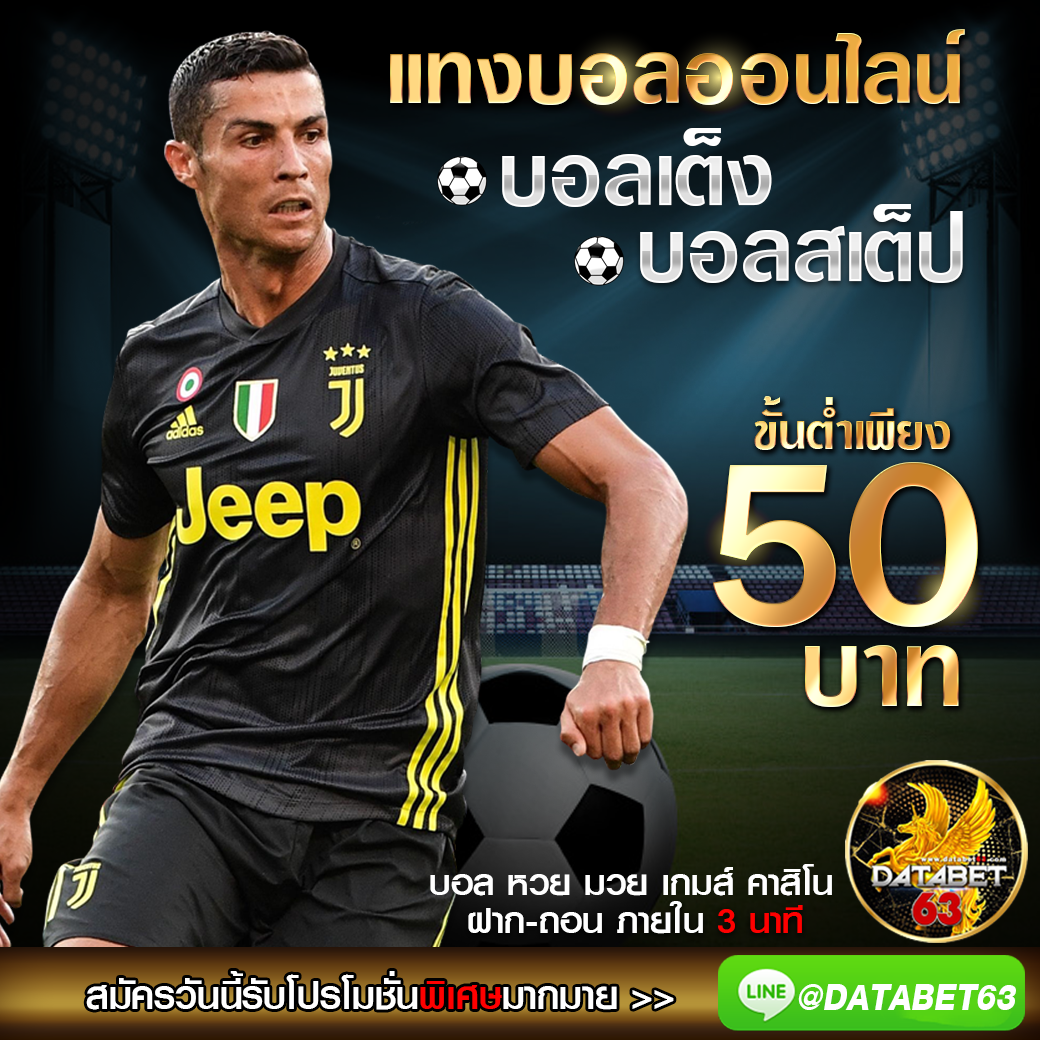 แทงบอลออนไลน์
บอลเต็ง
บอลสเต็ป
ขั้นต่ำเพียง
50
บาท
JUVENTUS
adidas
Jeep
บอล หวย มวย เกมส์ คาสิโน
ฝาก-ถอน ภายใน 3 นาที
DATABET
63
สมัครวันนี้รับโปรโมชั่นพิเศษมากมาย >>
LINE @DATABET63